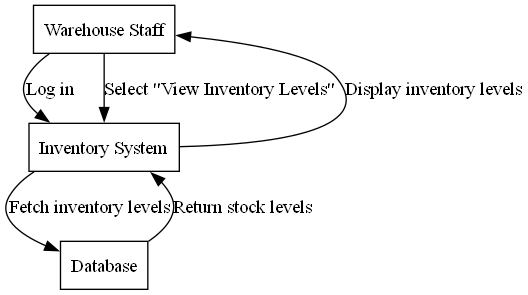 Warehouse Staff
Log in
Select "View Inventory Levels"
Display inventory levels
Inventory System
Fetch inventory levels
Return stock levels
Database